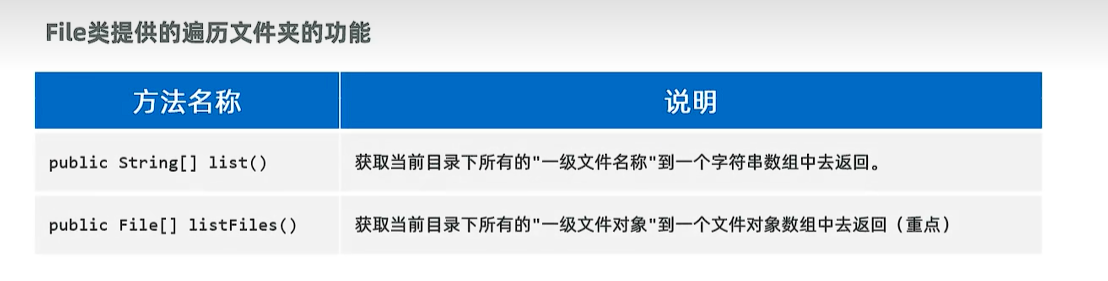 File类提供的遍历文件夹的功能
方法名称 说明
public String[] list() 获取当前目录下所有的"一级文件名称"到一个字符串数组中去返回。
public File[] listFiles() 获取当前目录下所有的"一级文件对象"到一个文件对象数组中去返回（重点）